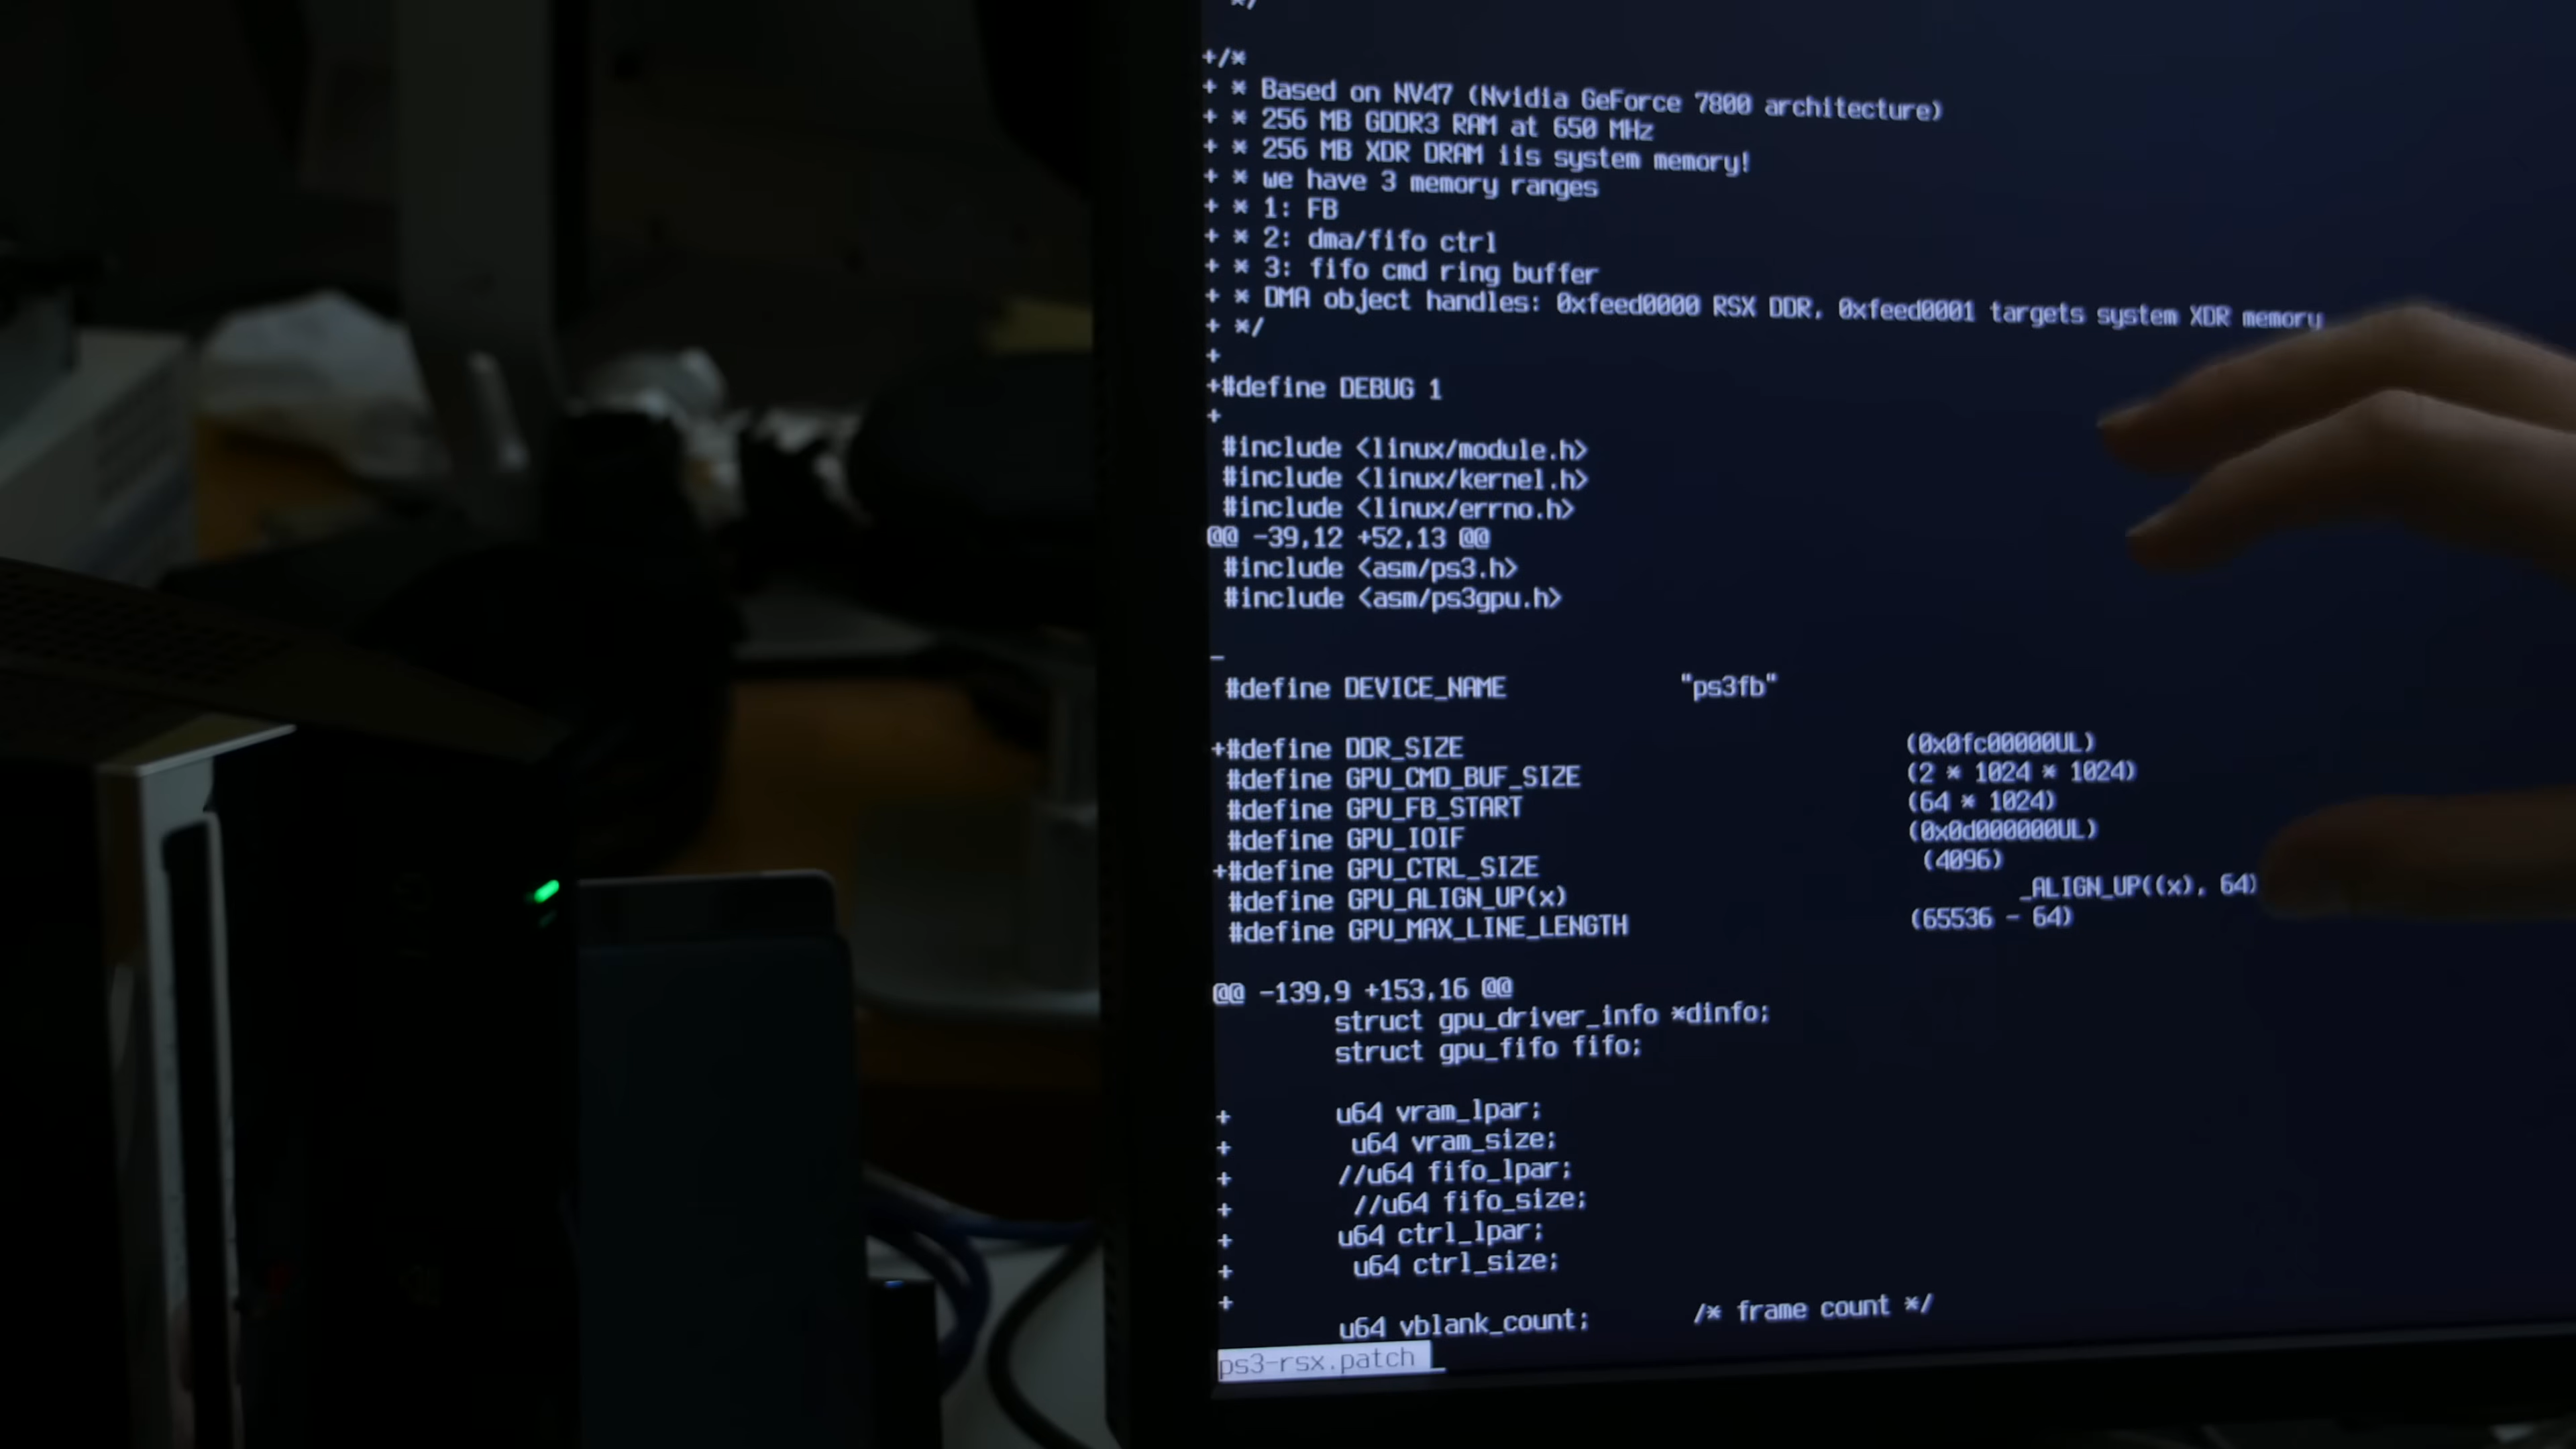 */
+/*
+ * Based on NV47 (Nvidia GeForce 7800 architecture)
+ * 256 MB GDDR3 RAM at 650 MHz
+ * 256 MB XDR DRAM iis system memory!
+ * we have 3 memory ranges
+ * 1: FB
+ * 2: dma/fifo ctrl
+ * 3: fifo cmd ring buffer
+ * DMA object handles: 0xfeed0000 RSX DDR, 0xfeed0001 targets system XDR memory
+ */
+
+#define DEBUG 1
+
#include <linux/module.h>
#include <linux/kernel.h>
#include <linux/errno.h>
@@ -39,12 +52,13 @@
#include <asm/ps3.h>
#include <asm/ps3gpu.h>
-
#define DEVICE_NAME "ps3fb"
+#define DDR_SIZE (0x0fc00000UL)
#define GPU_CMD_BUF_SIZE (2 * 1024 * 1024)
#define GPU_FB_START (64 * 1024)
#define GPU_IOIF (0x0d000000UL)
+#define GPU_CTRL_SIZE (4096)
#define GPU_ALIGN_UP(x) _ALIGN_UP((x), 64)
#define GPU_MAX_LINE_LENGTH (65536 - 64)
@@ -139,9 +153,16 @@
struct gpu_driver_info *dinfo;
struct gpu_fifo fifo;
+ u64 vram_lpar;
+ u64 vram_size;
+ //u64 fifo_lpar;
+ //u64 fifo_size;
+ u64 ctrl_lpar;
+ u64 ctrl_size;
+
u64 vblank_count; /* frame count */
ps3-rsx.patch